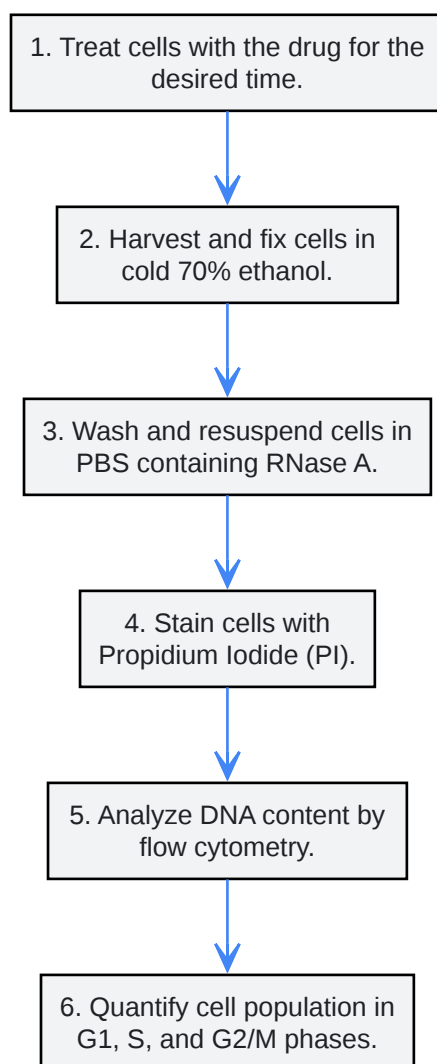 1. Treat cells with the drug for the
desired time.
2. Harvest and fix cells in
cold 70% ethanol.
3. Wash and resuspend cells in
PBS containing RNase A.
4. Stain cells with
Propidium Iodide (PI).
5. Analyze DNA content by
flow cytometry.
6. Quantify cell population in
G1, S, and G2/M phases.